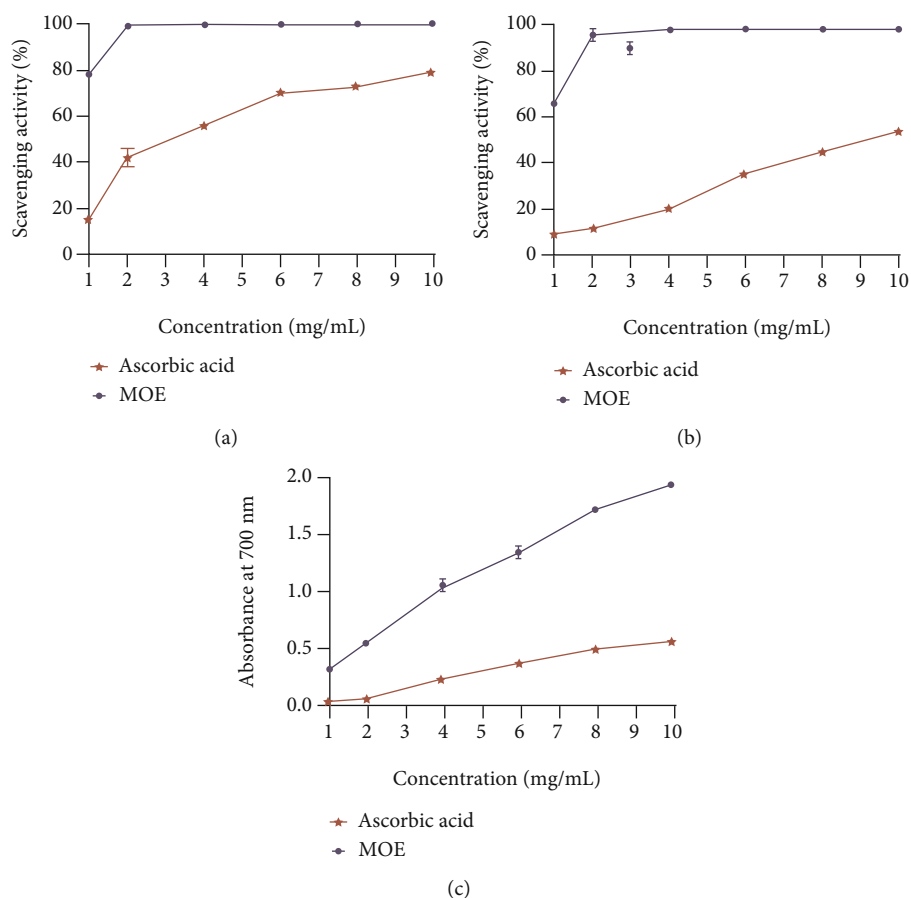 100
80
60
40
20
0
Scavenging activity (%)
1 2 3 4 5 6 7 8 9 10
Concentration (mg/mL)
Ascorbic acid
MOE
(a)
100
80
60
40
20
0
Scavenging activity (%)
1 2 3 4 5 6 7 8 9 10
Concentration (mg/mL)
Ascorbic acid
MOE
(b)
2.0
1.5
1.0
0.5
0.0
Absorbance at 700 nm
1 2 3 4 5 6 7 8 9 10
Concentration (mg/mL)
Ascorbic acid
MOE
(c)